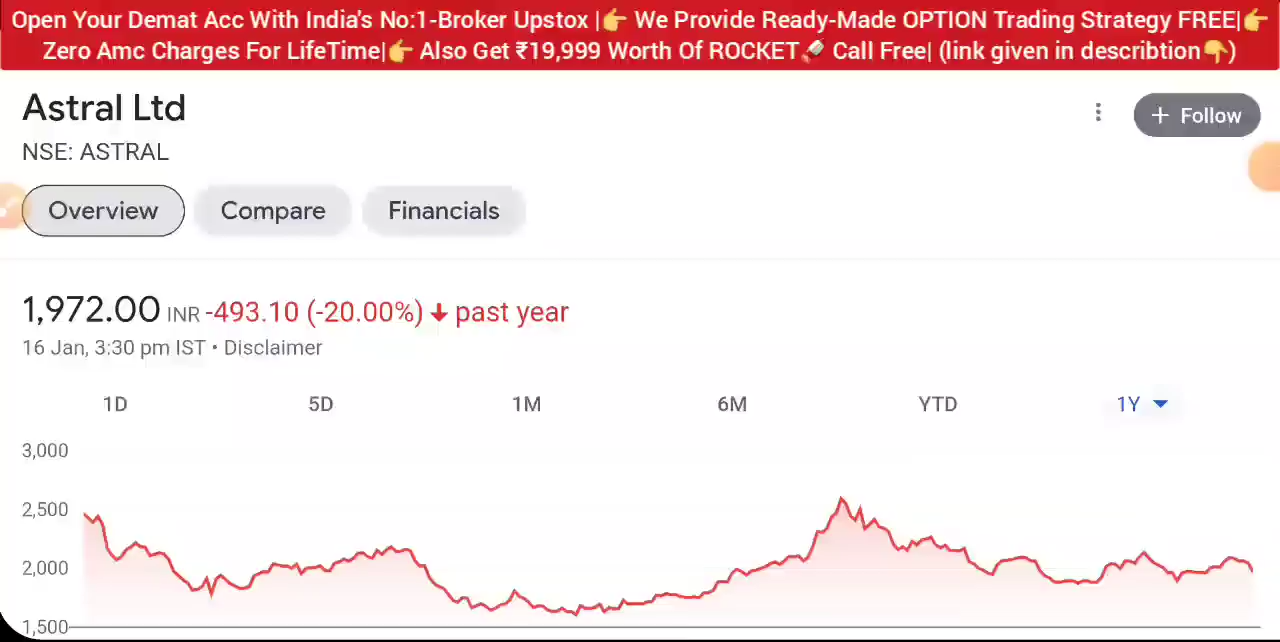 Open Your Demat Acc With India's No:1-Broker Upstox |👉 We Provide Ready-Made OPTION Trading Strategy FREE|👉
Zero Amc Charges For LifeTime|👉 Also Get ₹19,999 Worth Of ROCKET🚀 Call Free| (link given in describtion👇)
Astral Ltd
+ Follow
NSE: ASTRAL
Overview Compare Financials
1,972.00 INR -493.10 (-20.00%) ↓ past year
16 Jan, 3:30 pm IST • Disclaimer
1D 5D 1M 6M YTD 1Y
3,000
2,500
2,000
1,500